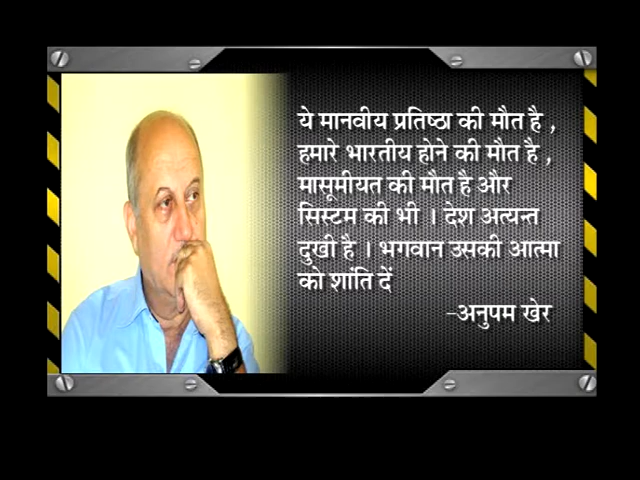 ये मानवीय प्रतिष्ठा की मौत है ,
हमारे भारतीय होने की मौत है ,
मासूमीयत की मौत है और
सिस्टम की भी । देश अत्यन्त
दुखी है । भगवान उसकी आत्मा
को शांति दें
-अनुपम खेर